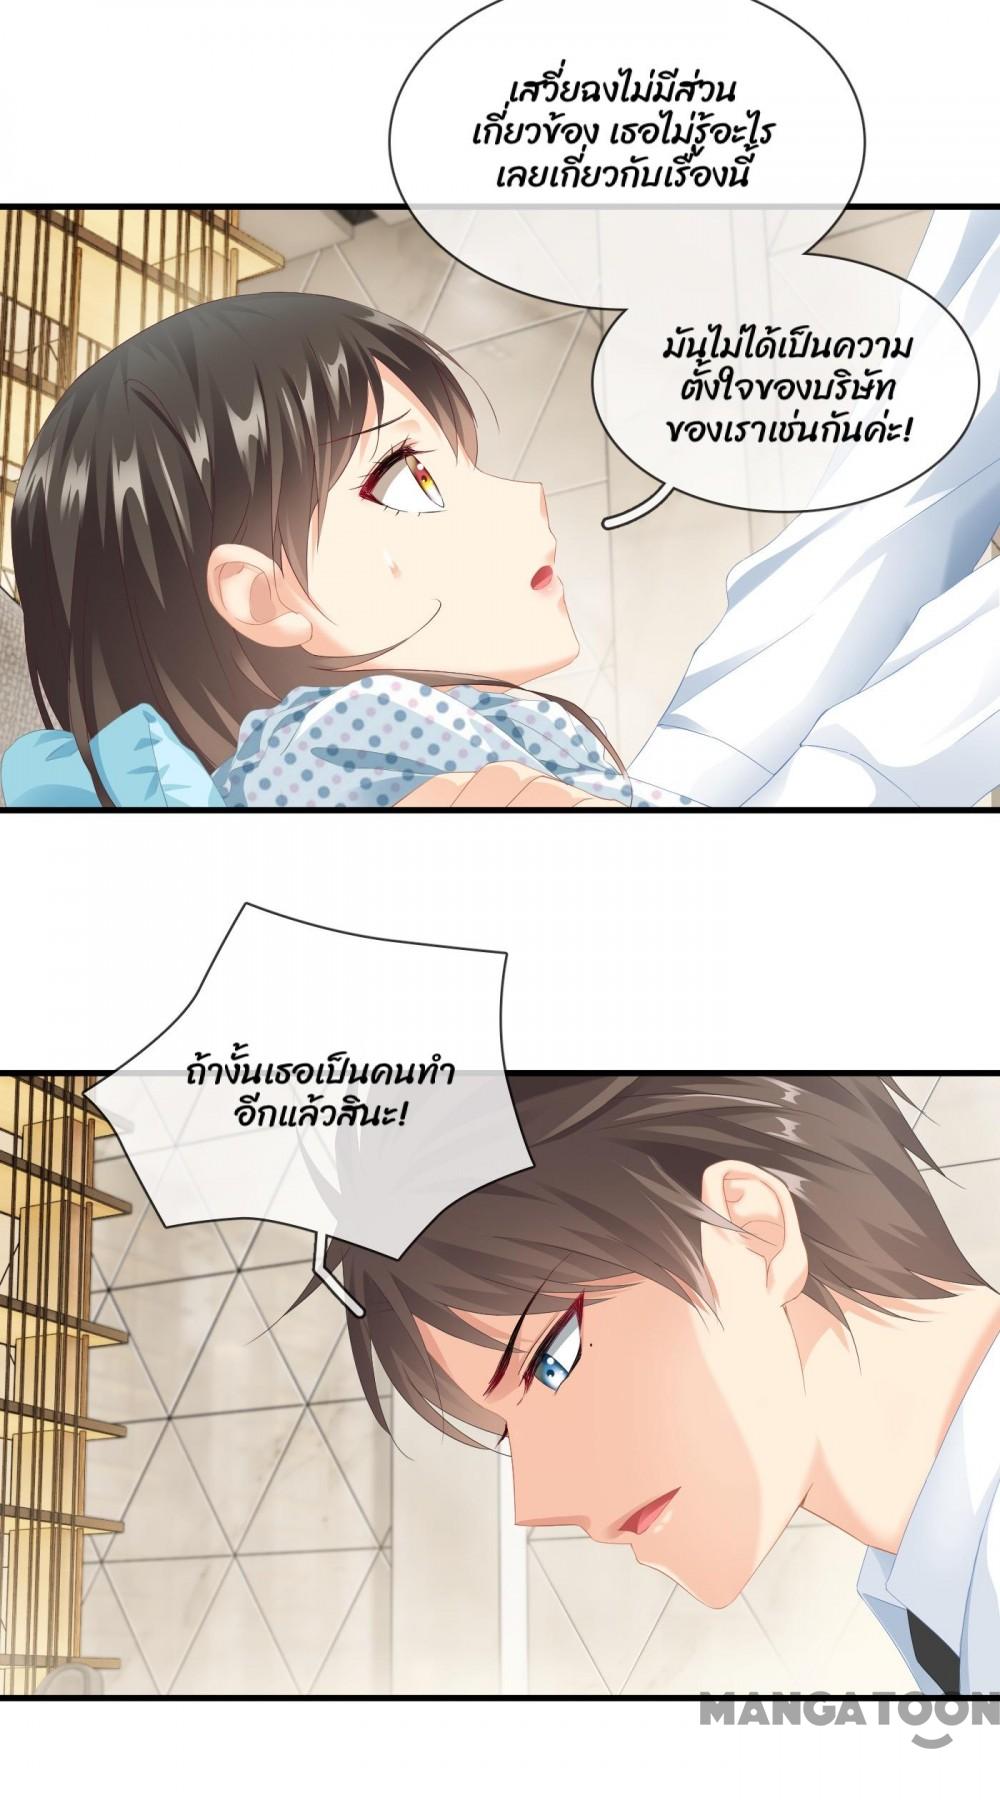 เสวี่ยฉงไม่มีส่วน
เกี่ยวข้อง เธอไม่รู้อะไร
เลยเกี่ยวกับเรื่องนี้
มันไม่ได้เป็นความ
ตั้งใจของบริษัท
ของเราเช่นกันค่ะ!
ถ้างั้นเธอเป็นคนทำ
อีกแล้วสินะ!
MANGATOON